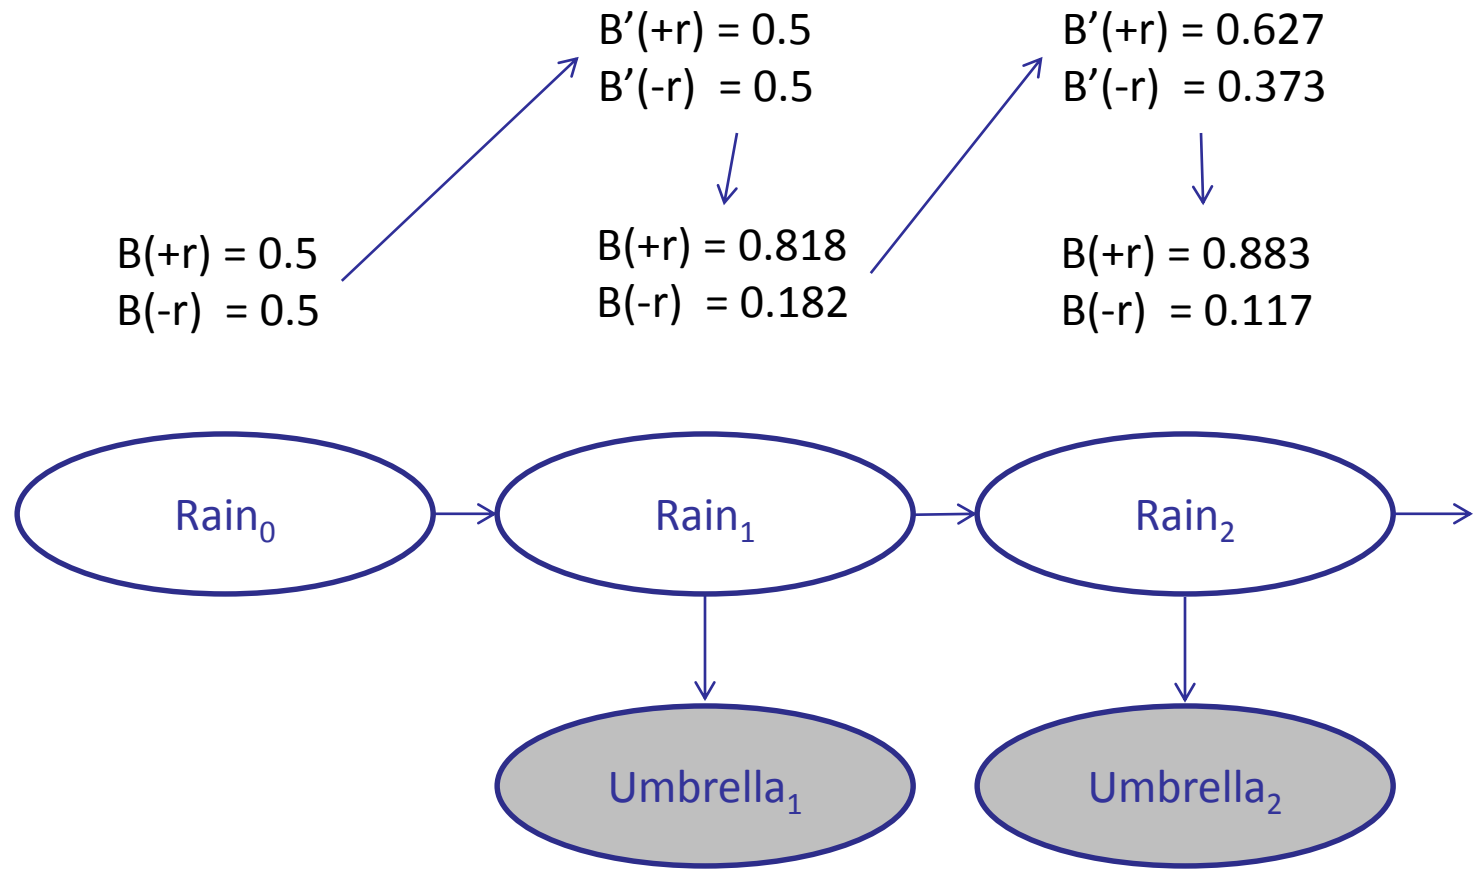 B’(+r) = 0.5
B’(-r) = 0.5
B’(+r) = 0.627
B’(-r) = 0.373
B(+r) = 0.5
B(-r) = 0.5
B(+r) = 0.818
B(-r) = 0.182
B(+r) = 0.883
B(-r) = 0.117
Rain₀
Rain₁
Rain₂
Umbrella₁
Umbrella₂